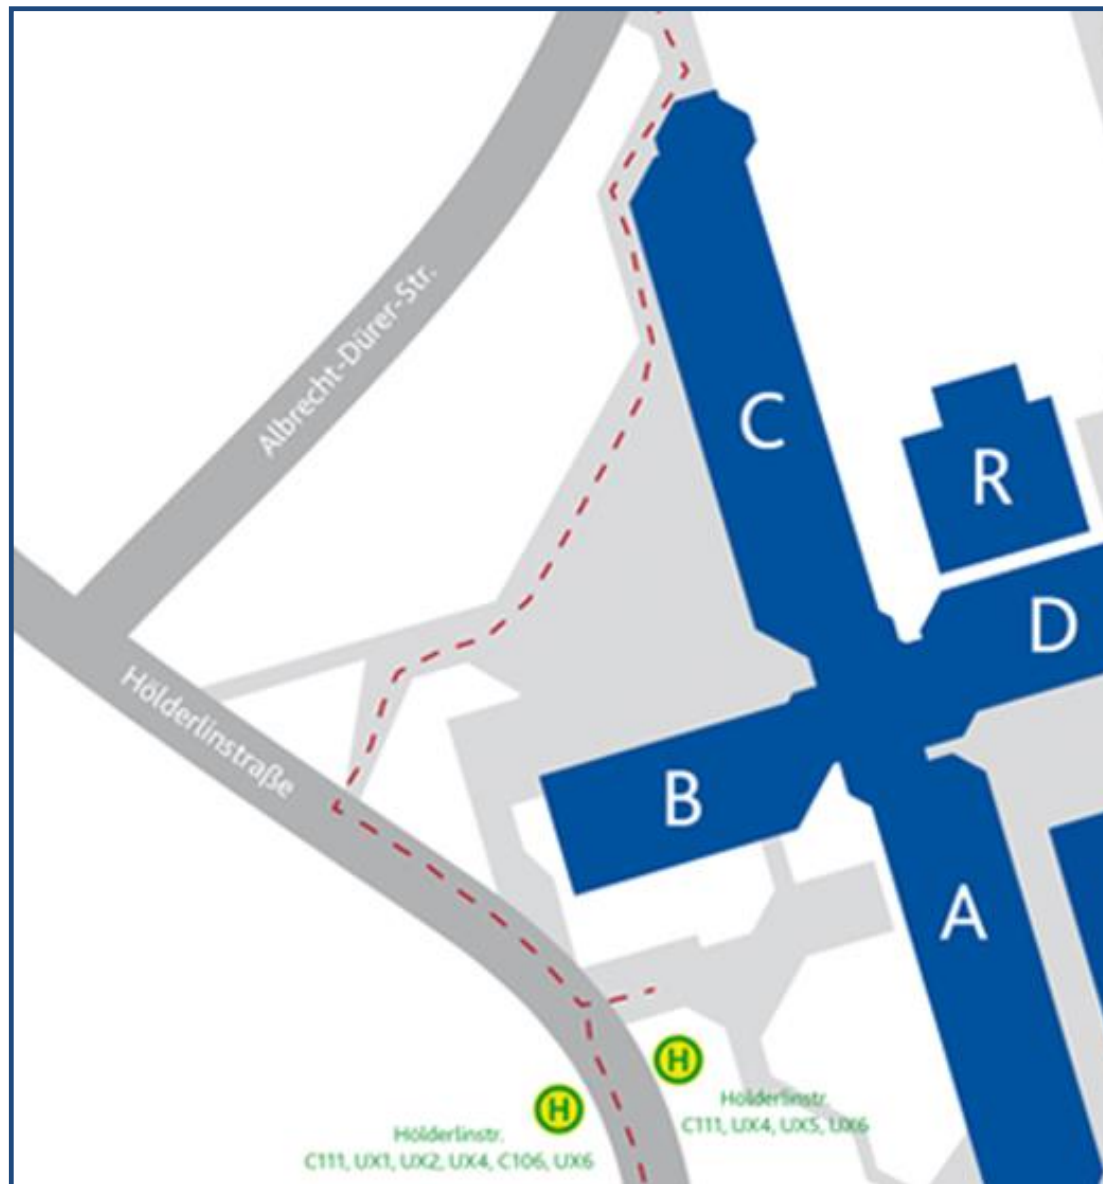 Albrecht-Dürer-Str.
C
R
D
Hölderlinstraße
B
A
H
H
Hölderlinstr.
C111, UX4, UX5, UX6
Hölderlinstr.
C111, UX1, UX2, UX4, C106, UX6